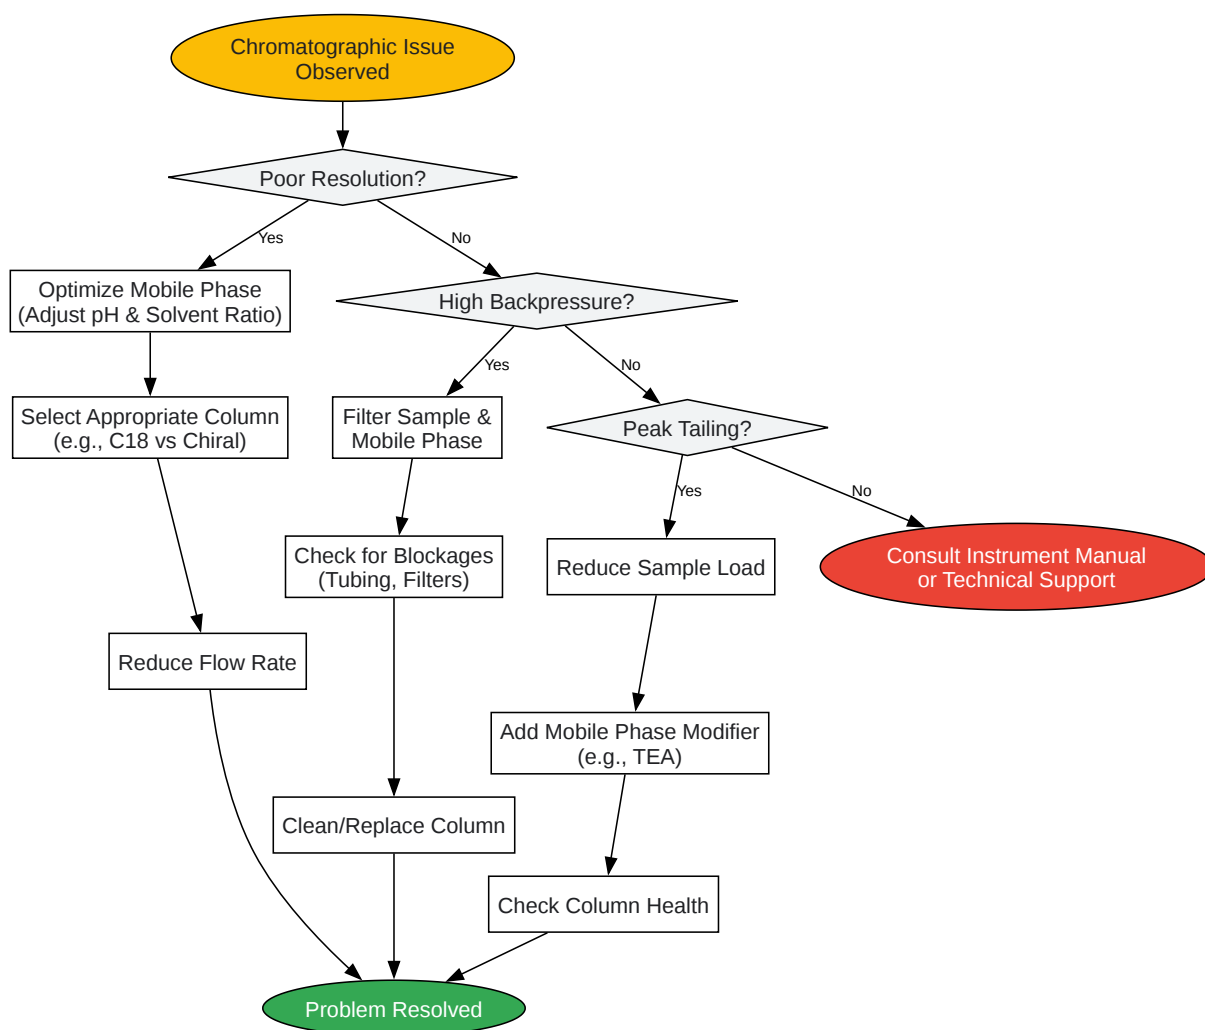 Chromatographic Issue
Observed
Poor Resolution?
Yes
No
Optimize Mobile Phase
(Adjust pH & Solvent Ratio)
High Backpressure?
Yes
No
Select Appropriate Column
(e.g., C18 vs Chiral)
Filter Sample &
Mobile Phase
Peak Tailing?
Yes
No
Check for Blockages
(Tubing, Filters)
Reduce Sample Load
Consult Instrument Manual
or Technical Support
Reduce Flow Rate
Add Mobile Phase Modifier
(e.g., TEA)
Clean/Replace Column
Check Column Health
Problem Resolved